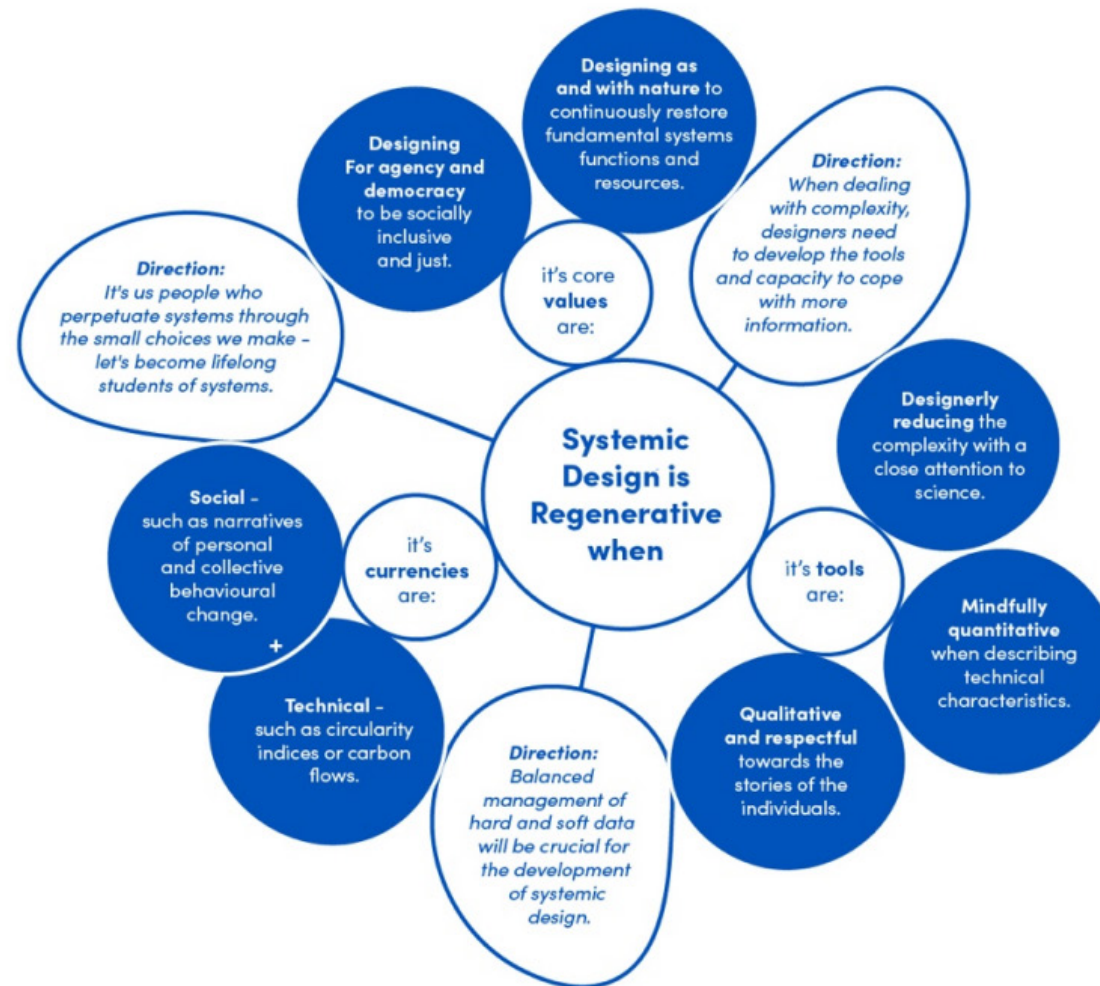 Systemic
Design is
Regenerative
when
it's core
values
are:
Designing
For agency and
democracy
to be socially
inclusive
and just.
Designing as
and with nature to
continuously restore
fundamental systems
functions and
resources.
Direction:
When dealing
with complexity,
designers need
to develop the tools
and capacity to cope
with more
information.
it's tools
are:
Designerly
reducing the
complexity with a
close attention to
science.
Mindfully
quantitative
when describing
technical
characteristics.
Qualitative
and respectful
towards the
stories of the
individuals.
Direction:
Balanced
management of
hard and soft data
will be crucial for
the development
of systemic
design.
it's
currencies
are:
Technical -
such as circularity
indices or carbon
flows.
+
Social -
such as narratives
of personal
and collective
behavioural
change.
Direction:
It's us people who
perpetuate systems through
the small choices we make -
let's become lifelong
students of systems.